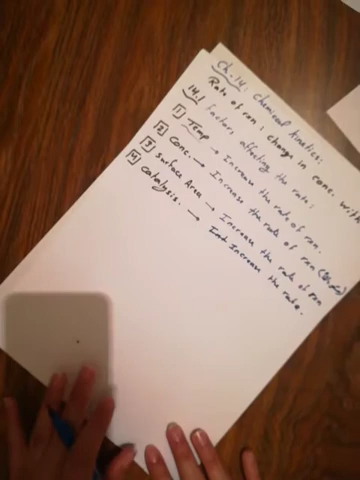 Ch.14: Chemical Kinetics:
Rate of rxn: change in conc. with
14.1 factors affecting the rate:
[1] Temp → Increase the rate of rxn.
[2] Conc. → Increase the rate of rxn
[3] Surface Area → Increase the rate of rxn
[4] Catalysis. → Increase the rate.